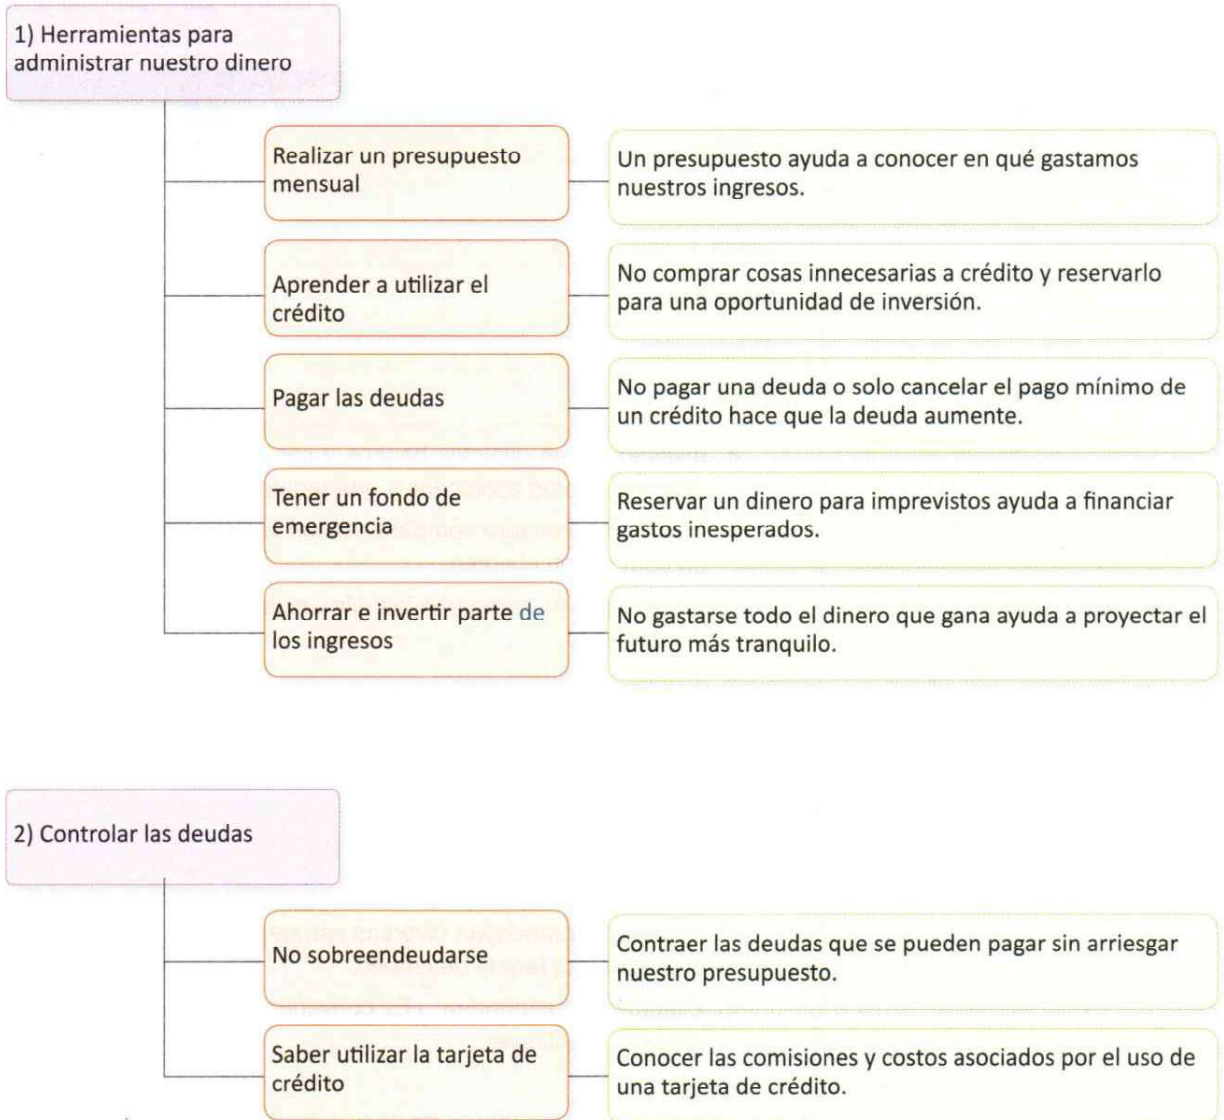 1) Herramientas para
administrar nuestro dinero
Realizar un presupuesto
mensual
Un presupuesto ayuda a conocer en qué gastamos
nuestros ingresos.
Aprender a utilizar el
crédito
No comprar cosas innecesarias a crédito y reservarlo
para una oportunidad de inversión.
Pagar las deudas
No pagar una deuda o solo cancelar el pago mínimo de
un crédito hace que la deuda aumente.
Tener un fondo de
emergencia
Reservar un dinero para imprevistos ayuda a financiar
gastos inesperados.
Ahorrar e invertir parte de
los ingresos
No gastarse todo el dinero que gana ayuda a proyectar el
futuro más tranquilo.
2) Controlar las deudas
No sobreendeudarse
Contraer las deudas que se pueden pagar sin arriesgar
nuestro presupuesto.
Saber utilizar la tarjeta de
crédito
Conocer las comisiones y costos asociados por el uso de
una tarjeta de crédito.